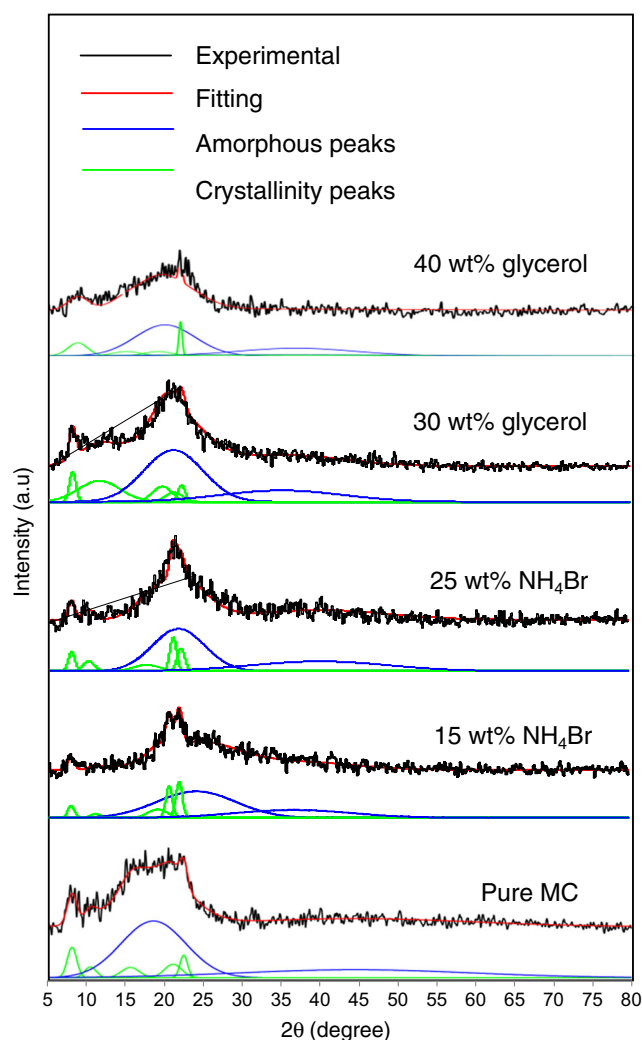 Experimental
Fitting
Amorphous peaks
Crystallinity peaks
40 wt% glycerol
30 wt% glycerol
25 wt% NH₄Br
15 wt% NH₄Br
Pure MC
Intensity (a.u)
5 10 15 20 25 30 35 40 45 50 55 60 65 70 75 80
2θ (degree)